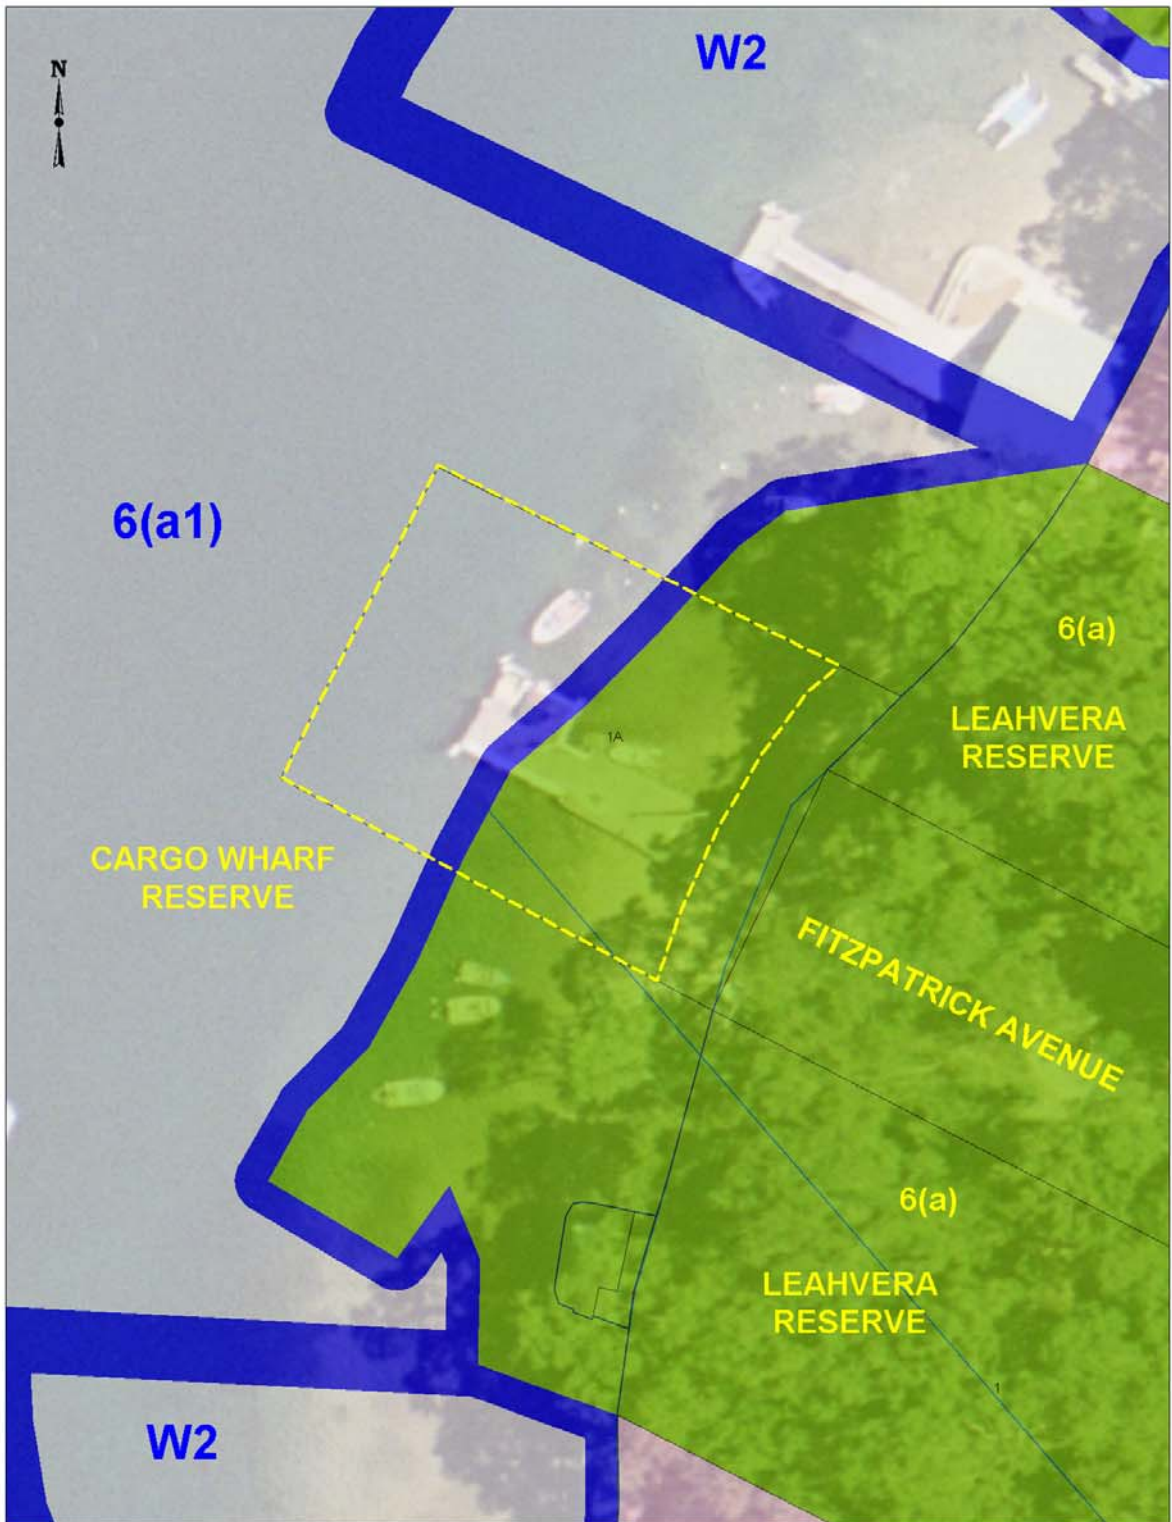 W2
N
6(a1)
6(a)
LEAHVERA
RESERVE
1A
CARGO WHARF
RESERVE
FITZPATRICK AVENUE
6(a)
LEAHVERA
RESERVE
1
W2